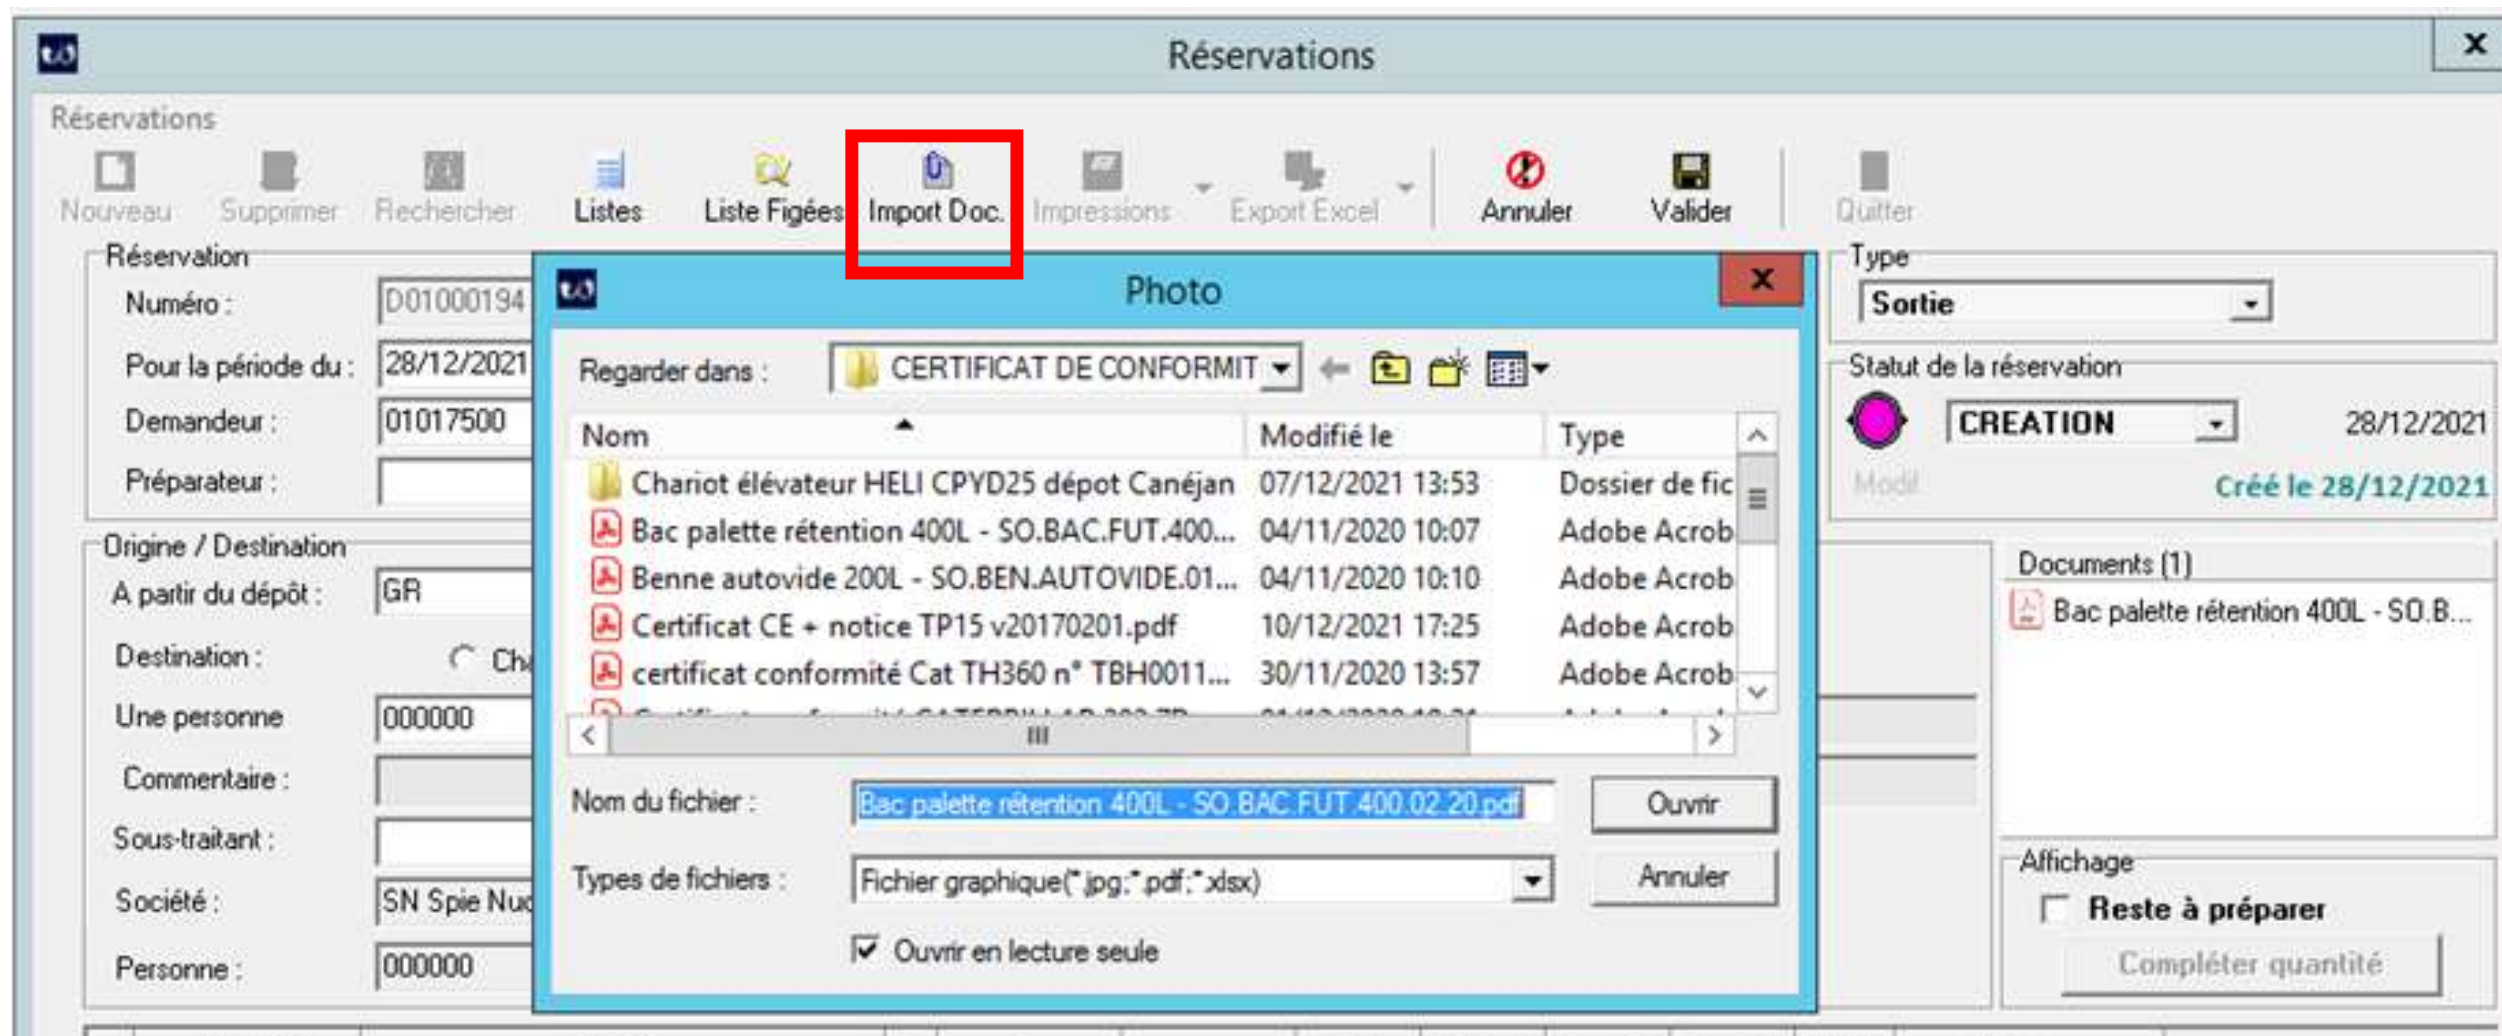 Réservations
Réservations
Nouveau Supprimer Rechercher Listes Liste Figées Import Doc. Impressions Export Excel Annuler Valider Quitter
Réservation
Numéro : D01000194
Pour la période du : 28/12/2021
Demandeur : 01017500
Préparateur :
Origine / Destination
A partir du dépôt : GR
Destination :
Une personne 000000
Commentaire :
Sous-traitant :
Société : SN Spie
Personne : 000000
Photo
Regarder dans : CERTIFICAT DE CONFORMIT
Nom Modifié le Type
Chariot élévateur HELI CPYD25 dépot Canéjan 07/12/2021 13:53 Dossier de fic
Bac palette rétention 400L - SO.BAC.FUT.400... 04/11/2020 10:07 Adobe Acrob
Benne autovide 200L - SO.BEN.AUTOVIDE.01... 04/11/2020 10:10 Adobe Acrob
Certificat CE + notice TP15 v20170201.pdf 10/12/2021 17:25 Adobe Acrob
certificat conformité Cat TH360 n° TBH0011... 30/11/2020 13:57 Adobe Acrob
Nom du fichier : Bac palette rétention 400L - SO.BAC.FUT.400.02.20.pdf Ouvrir
Types de fichiers : Fichier graphique(*.jpg;*.pdf;*.xlsx) Annuler
Ouvrir en lecture seule
Type
Sortie
Statut de la réservation
CREATION 28/12/2021
Modif. Créé le 28/12/2021
Documents (1)
Bac palette rétention 400L - SO.B...
Affichage
Reste à préparer
Compléter quantité